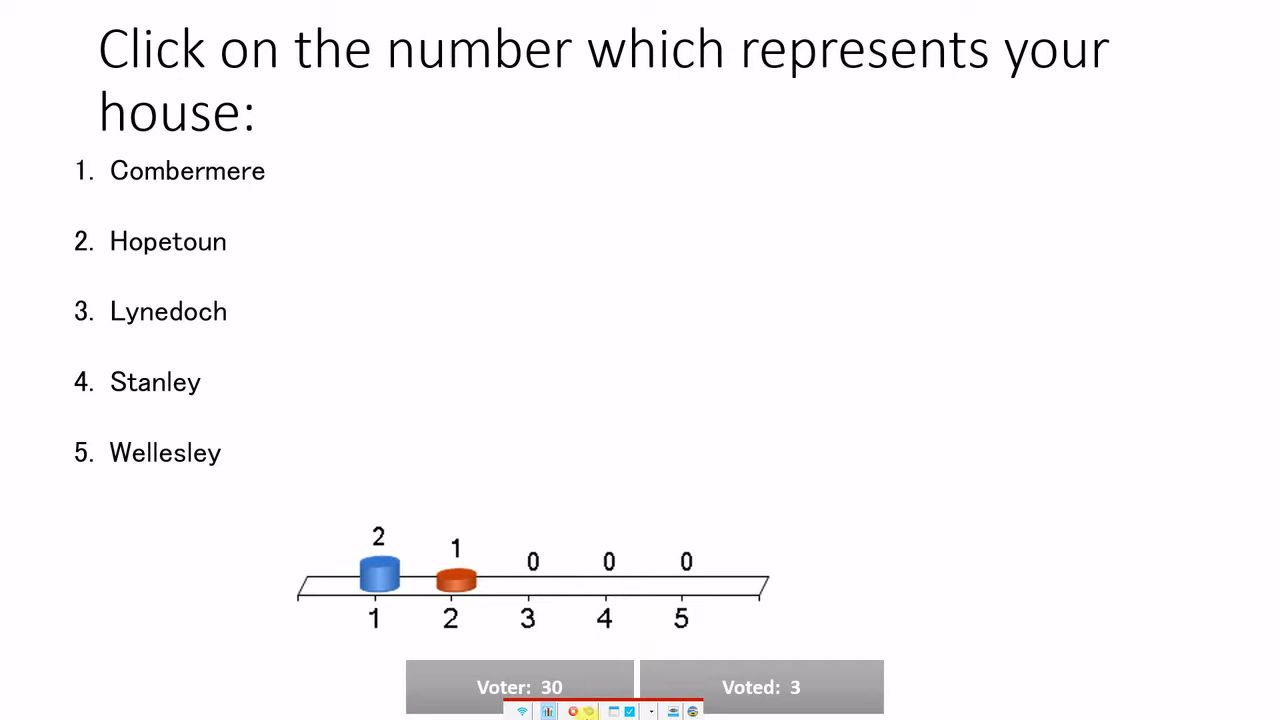 Click on the number which represents your
house:
1. Combermere
2. Hopetoun
3. Lynedoch
4. Stanley
5. Wellesley
2 1 0 0 0
1 2 3 4 5
Voter: 30 Voted: 3